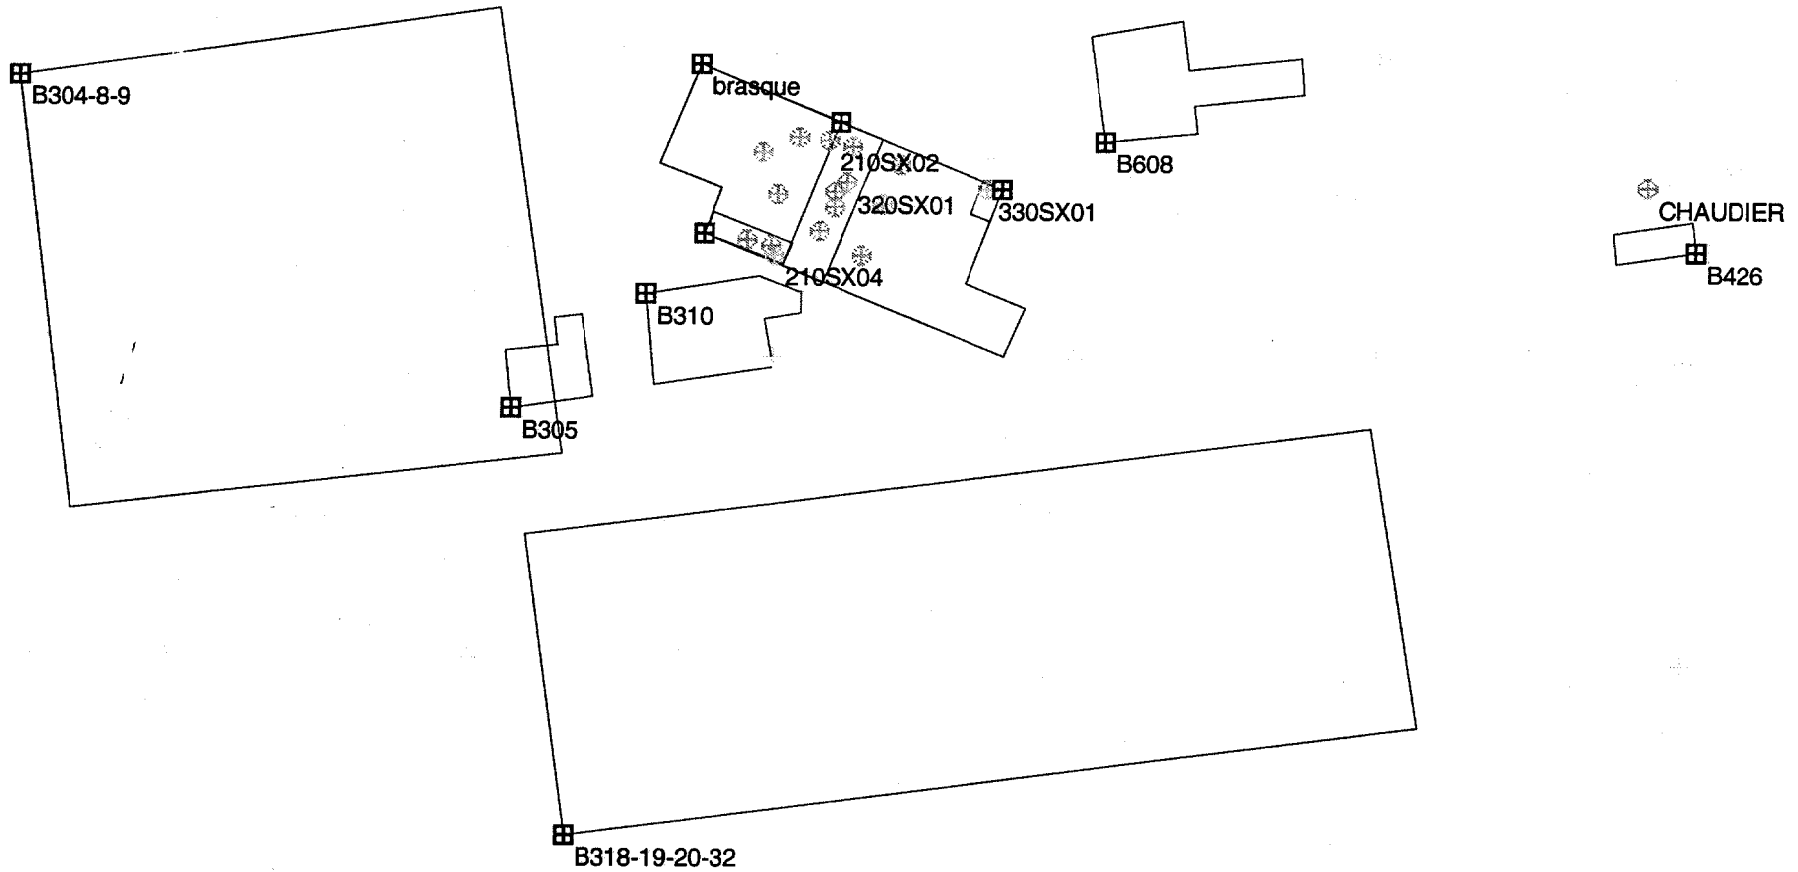 B304-8-9
brasque
210SX02
B608
320SX01
330SX01
CHAUDIER
210SX04
B426
B310
B305
B318-19-20-32